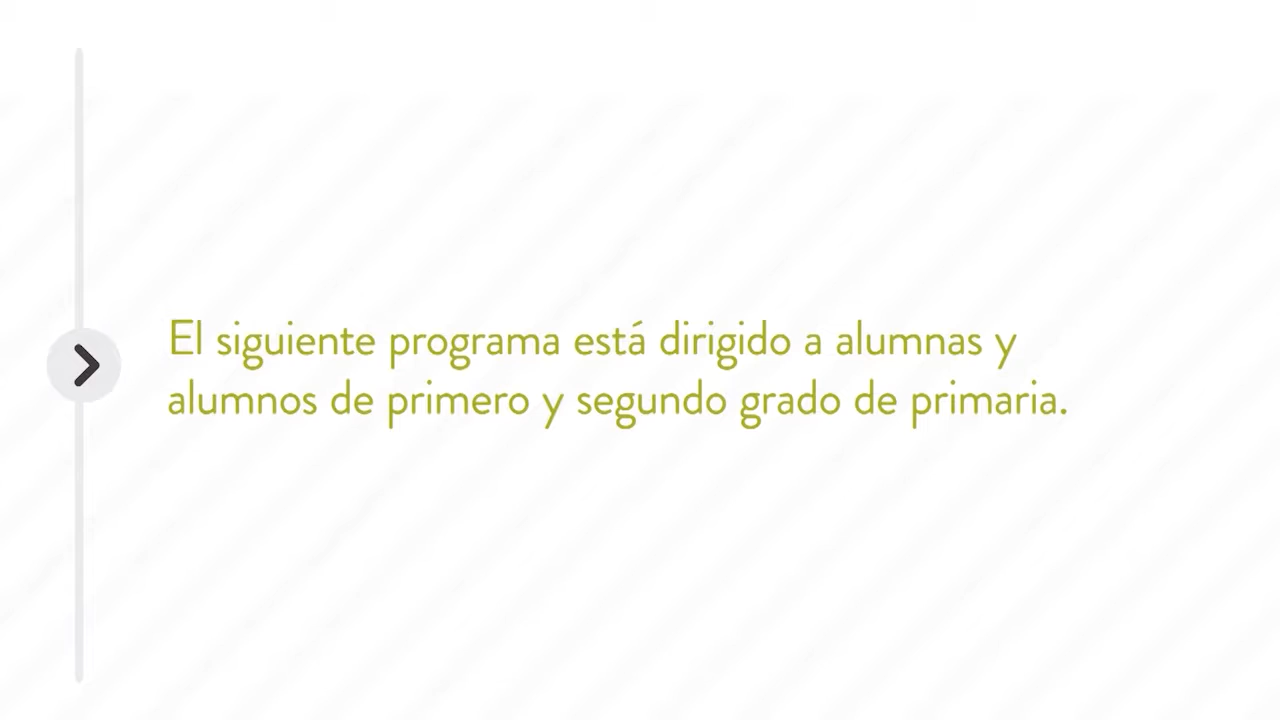 El siguiente programa está dirigido a alumnas y
alumnos de primero y segundo grado de primaria.